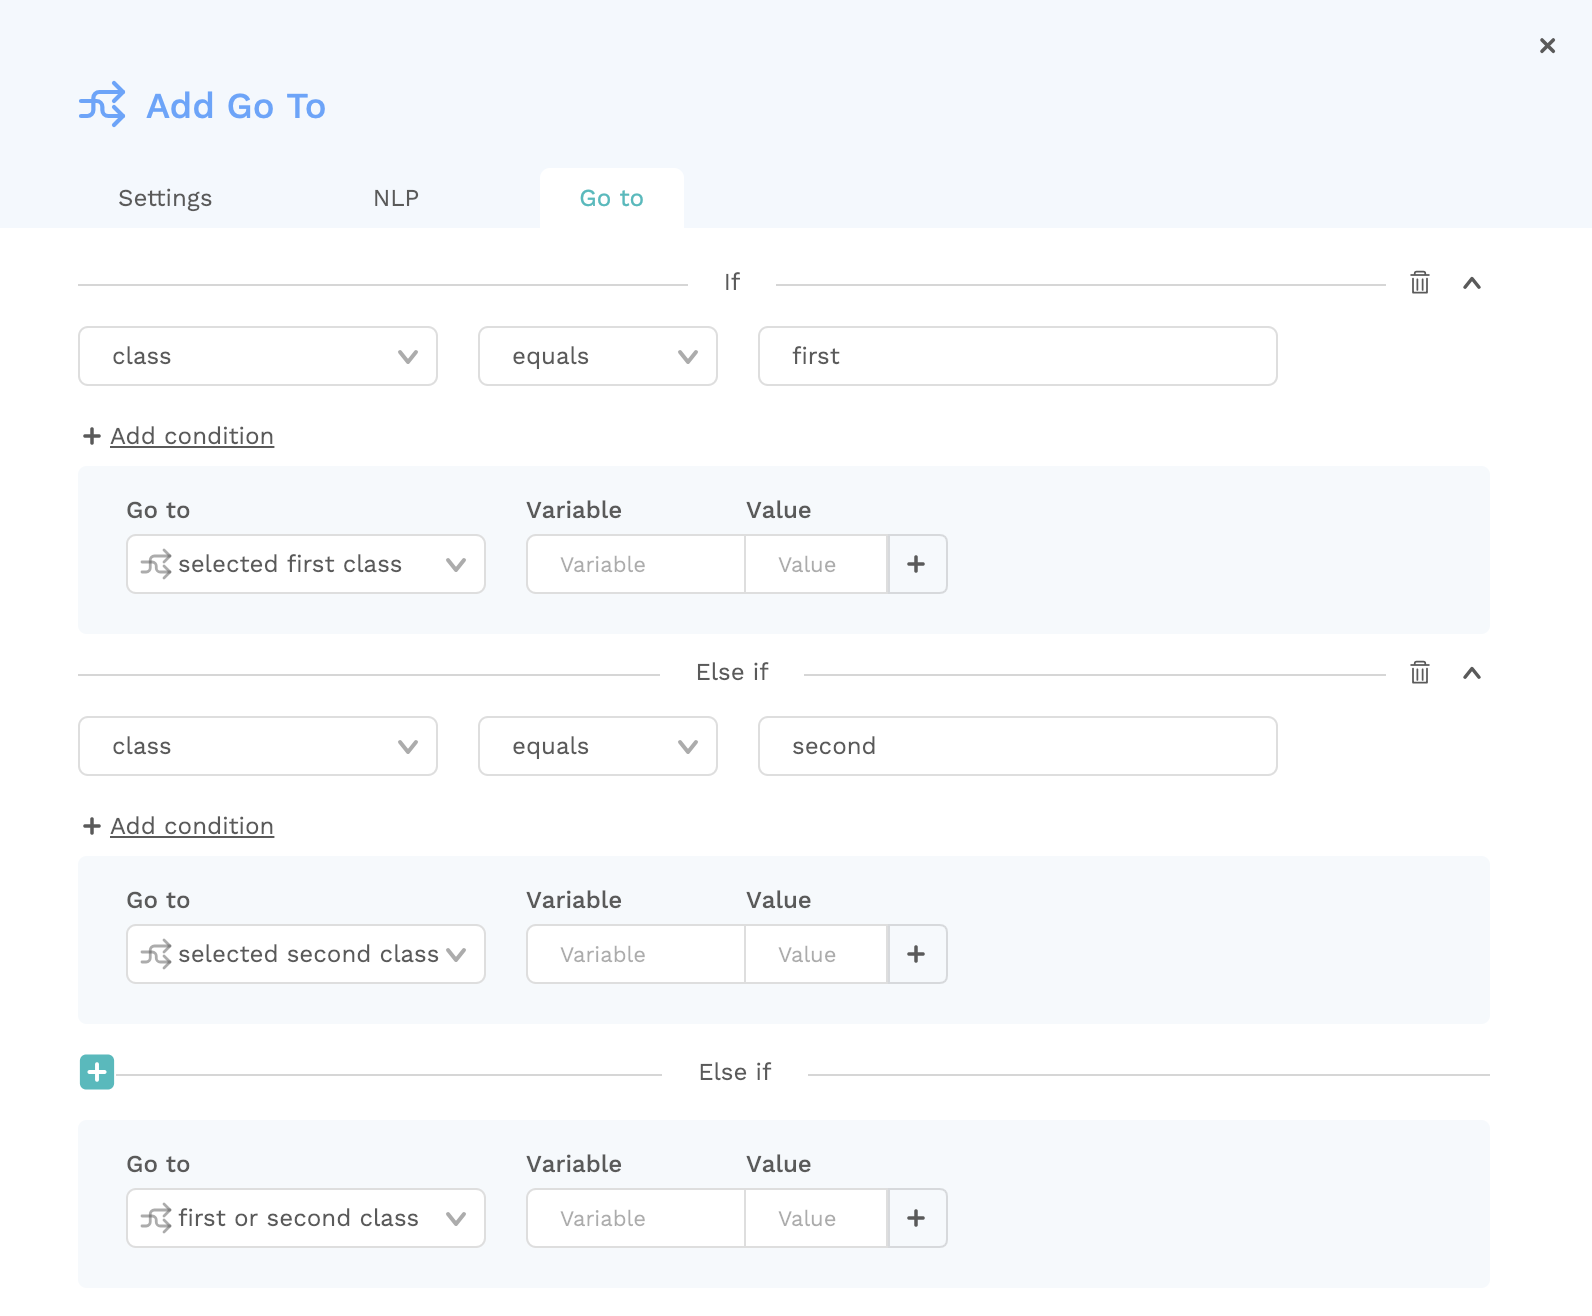 Add Go To
Settings NLP Go to
If
class equals first
Add condition
Go to Variable Value
selected first class Variable Value
Else if
class equals second
Add condition
Go to Variable Value
selected second class Variable Value
Else if
Go to Variable Value
first or second class Variable Value